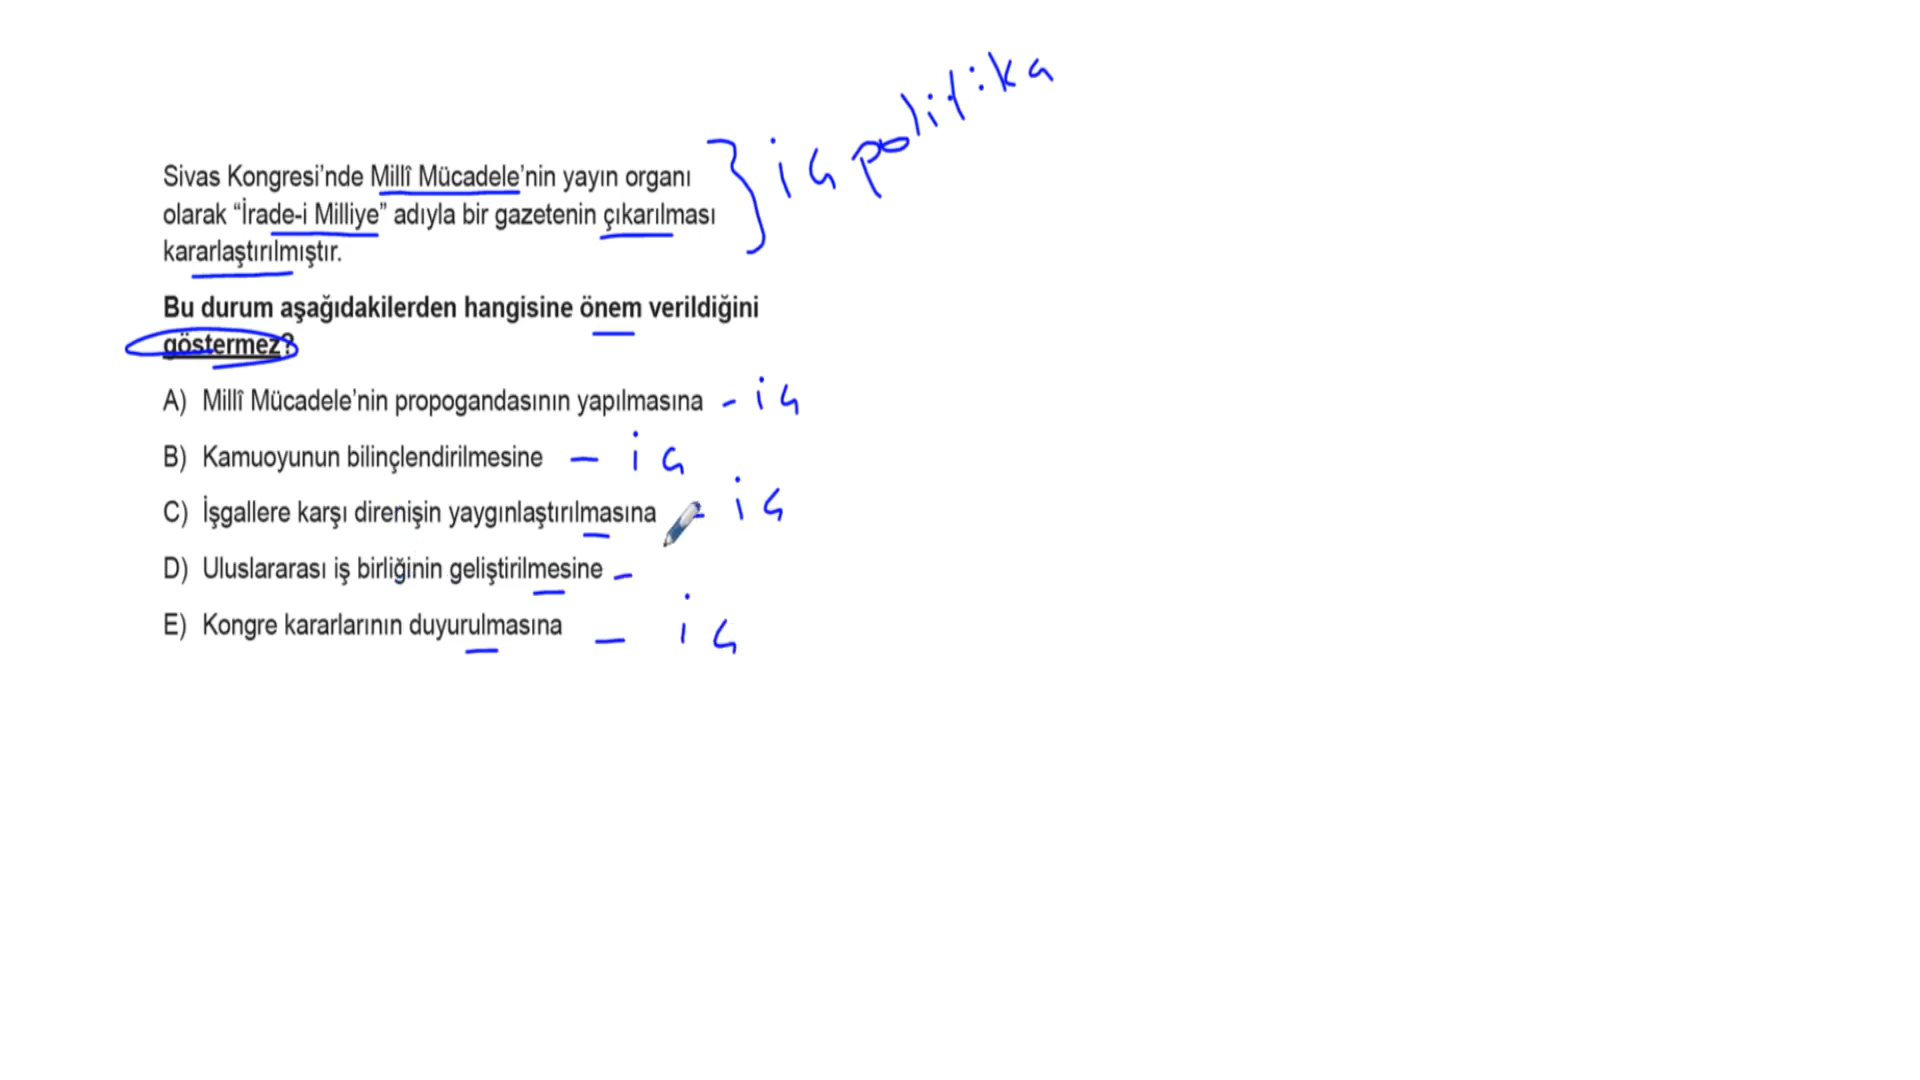 iç politika
Sivas Kongresi’nde Millî Mücadele’nin yayın organı
olarak “İrade-i Milliye” adıyla bir gazetenin çıkarılması
kararlaştırılmıştır.
Bu durum aşağıdakilerden hangisine önem verildiğini
göstermez?
A) Millî Mücadele’nin propogandasının yapılmasına - iç
B) Kamuoyunun bilinçlendirilmesine - iç
C) İşgallere karşı direnişin yaygınlaştırılmasına - iç
D) Uluslararası iş birliğinin geliştirilmesine -
E) Kongre kararlarının duyurulmasına - iç